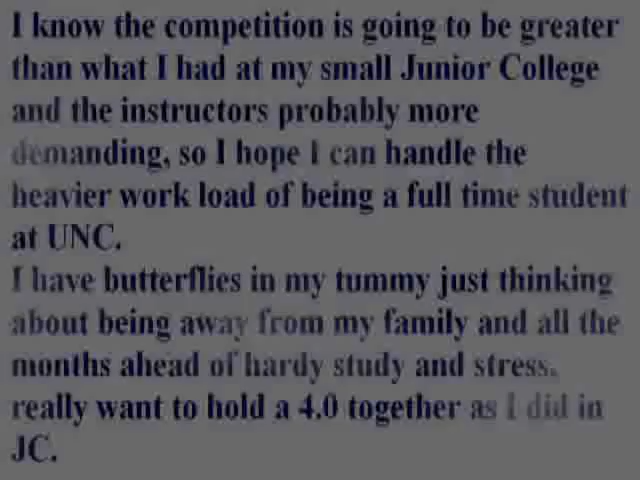 I know the competition is going to be greater
than what I had at my small Junior College
and the instructors probably more
demanding, so I hope I can handle the
heavier work load of being a full time student
at UNC.
I have butterflies in my tummy just thinking
about being away from my family and all the
months ahead of hardy study and stress.
really want to hold a 4.0 together as I did in
JC.